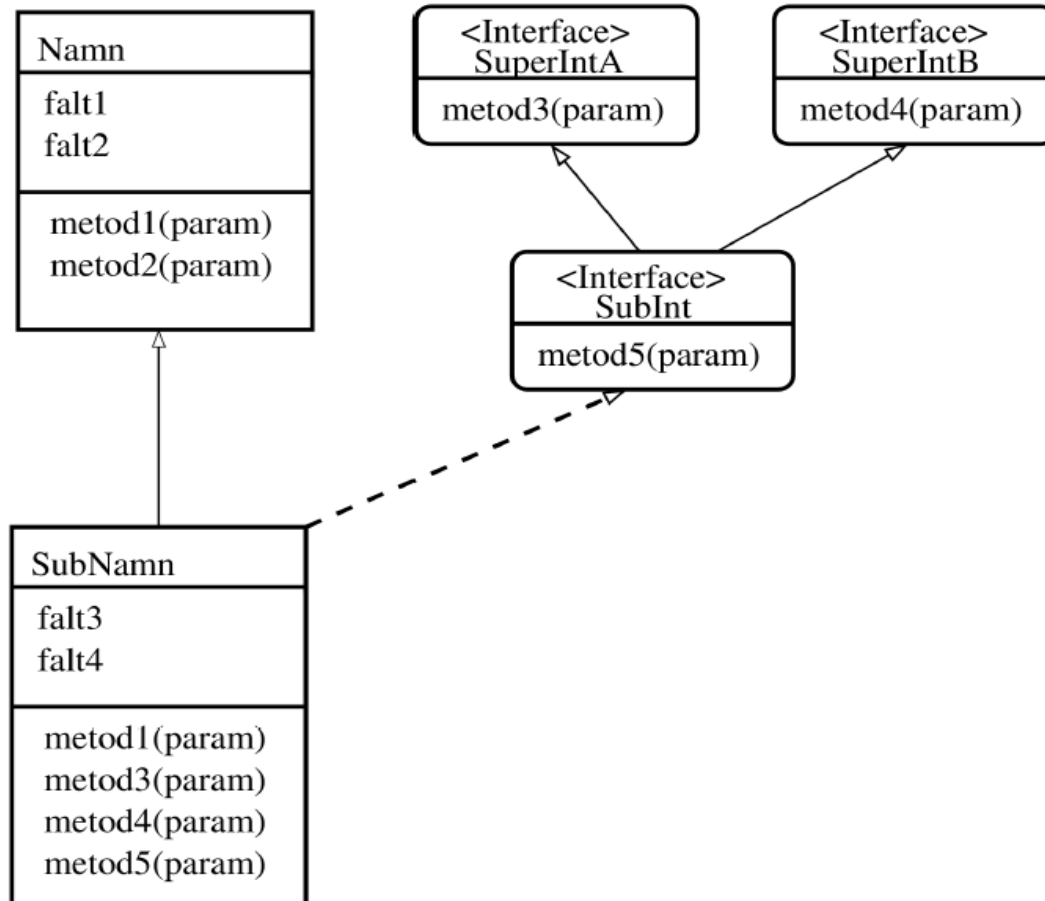 Namn
falt1
falt2
metod1(param)
metod2(param)
<Interface>
SuperIntA
metod3(param)
<Interface>
SuperIntB
metod4(param)
<Interface>
SubInt
metod5(param)
SubNamn
falt3
falt4
metod1(param)
metod3(param)
metod4(param)
metod5(param)